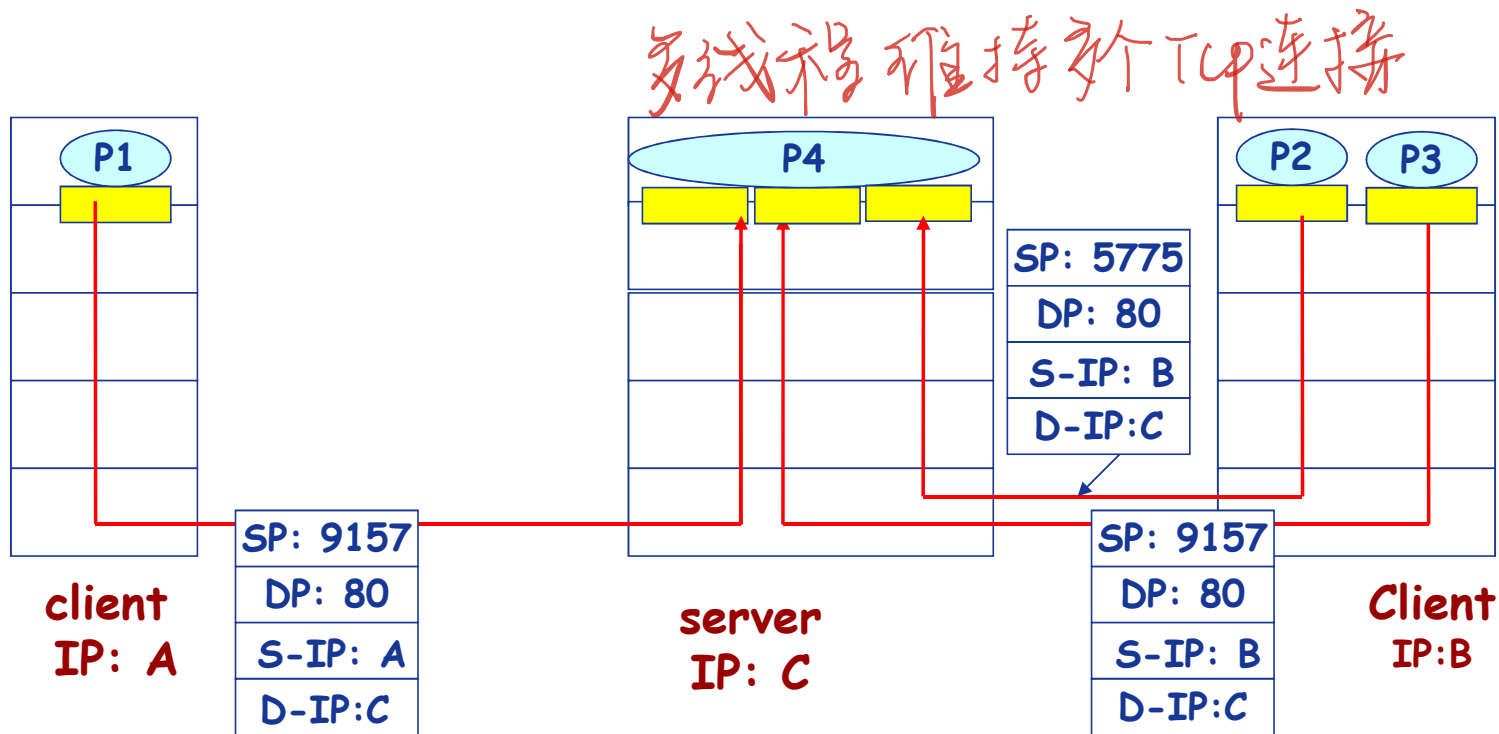 多线程维持多个TCP连接
P1
P4
P2
P3
SP: 5775
DP: 80
S-IP: B
D-IP:C
SP: 9157
DP: 80
S-IP: A
D-IP:C
SP: 9157
DP: 80
S-IP: B
D-IP:C
client
IP: A
server
IP: C
Client
IP:B